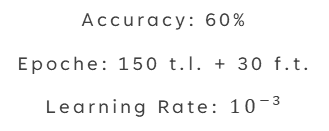 Accuracy: 60%
Epoche: 150 t.l. + 30 f.t.
Learning Rate: 10⁻³